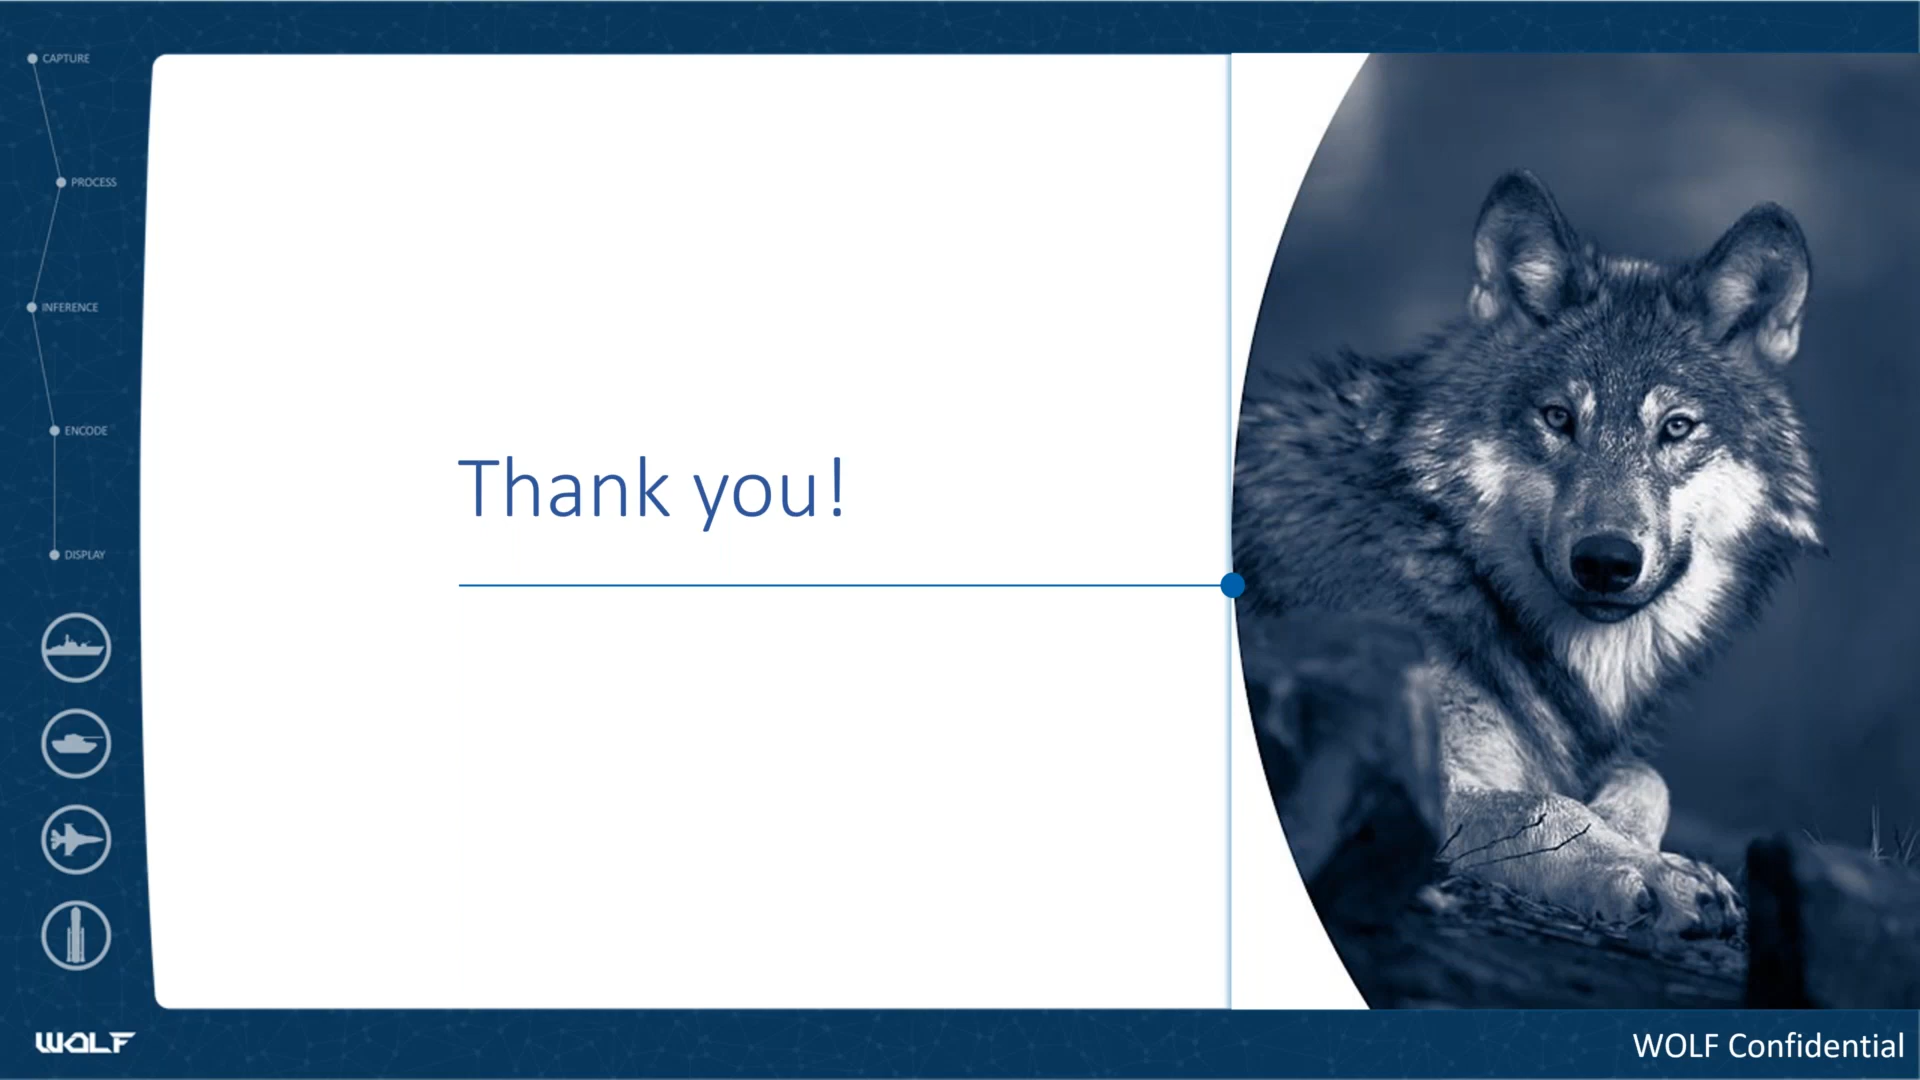 CAPTURE
PROCESS
INFERENCE
ENCODE
DISPLAY
Thank you!
WOLF
WOLF Confidential